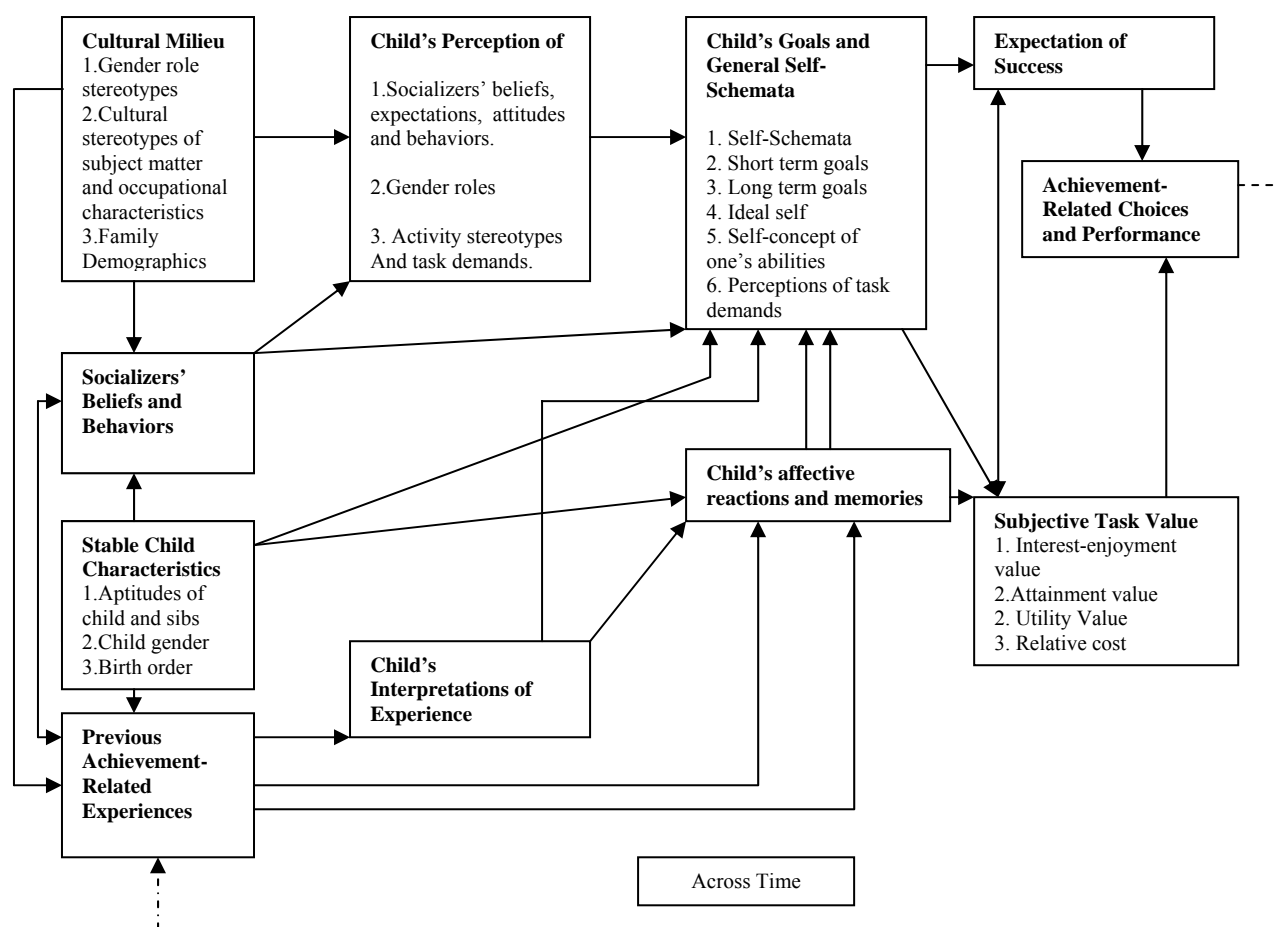 Cultural Milieu
1.Gender role
stereotypes
2.Cultural
stereotypes of
subject matter
and occupational
characteristics
3.Family
Demographics
Child's Perception of
1.Socializers' beliefs,
expectations, attitudes
and behaviors.
2.Gender roles
3. Activity stereotypes
And task demands.
Child's Goals and
General Self-
Schemata
1. Self-Schemata
2. Short term goals
3. Long term goals
4. Ideal self
5. Self-concept of
one's abilities
6. Perceptions of task
demands
Expectation of
Success
Achievement-
Related Choices
and Performance
Socializers'
Beliefs and
Behaviors
Stable Child
Characteristics
1.Aptitudes of
child and sibs
2.Child gender
3.Birth order
Previous
Achievement-
Related
Experiences
Child's
Interpretations of
Experience
Child's affective
reactions and memories
Subjective Task Value
1. Interest-enjoyment
value
2.Attainment value
2. Utility Value
3. Relative cost
Across Time